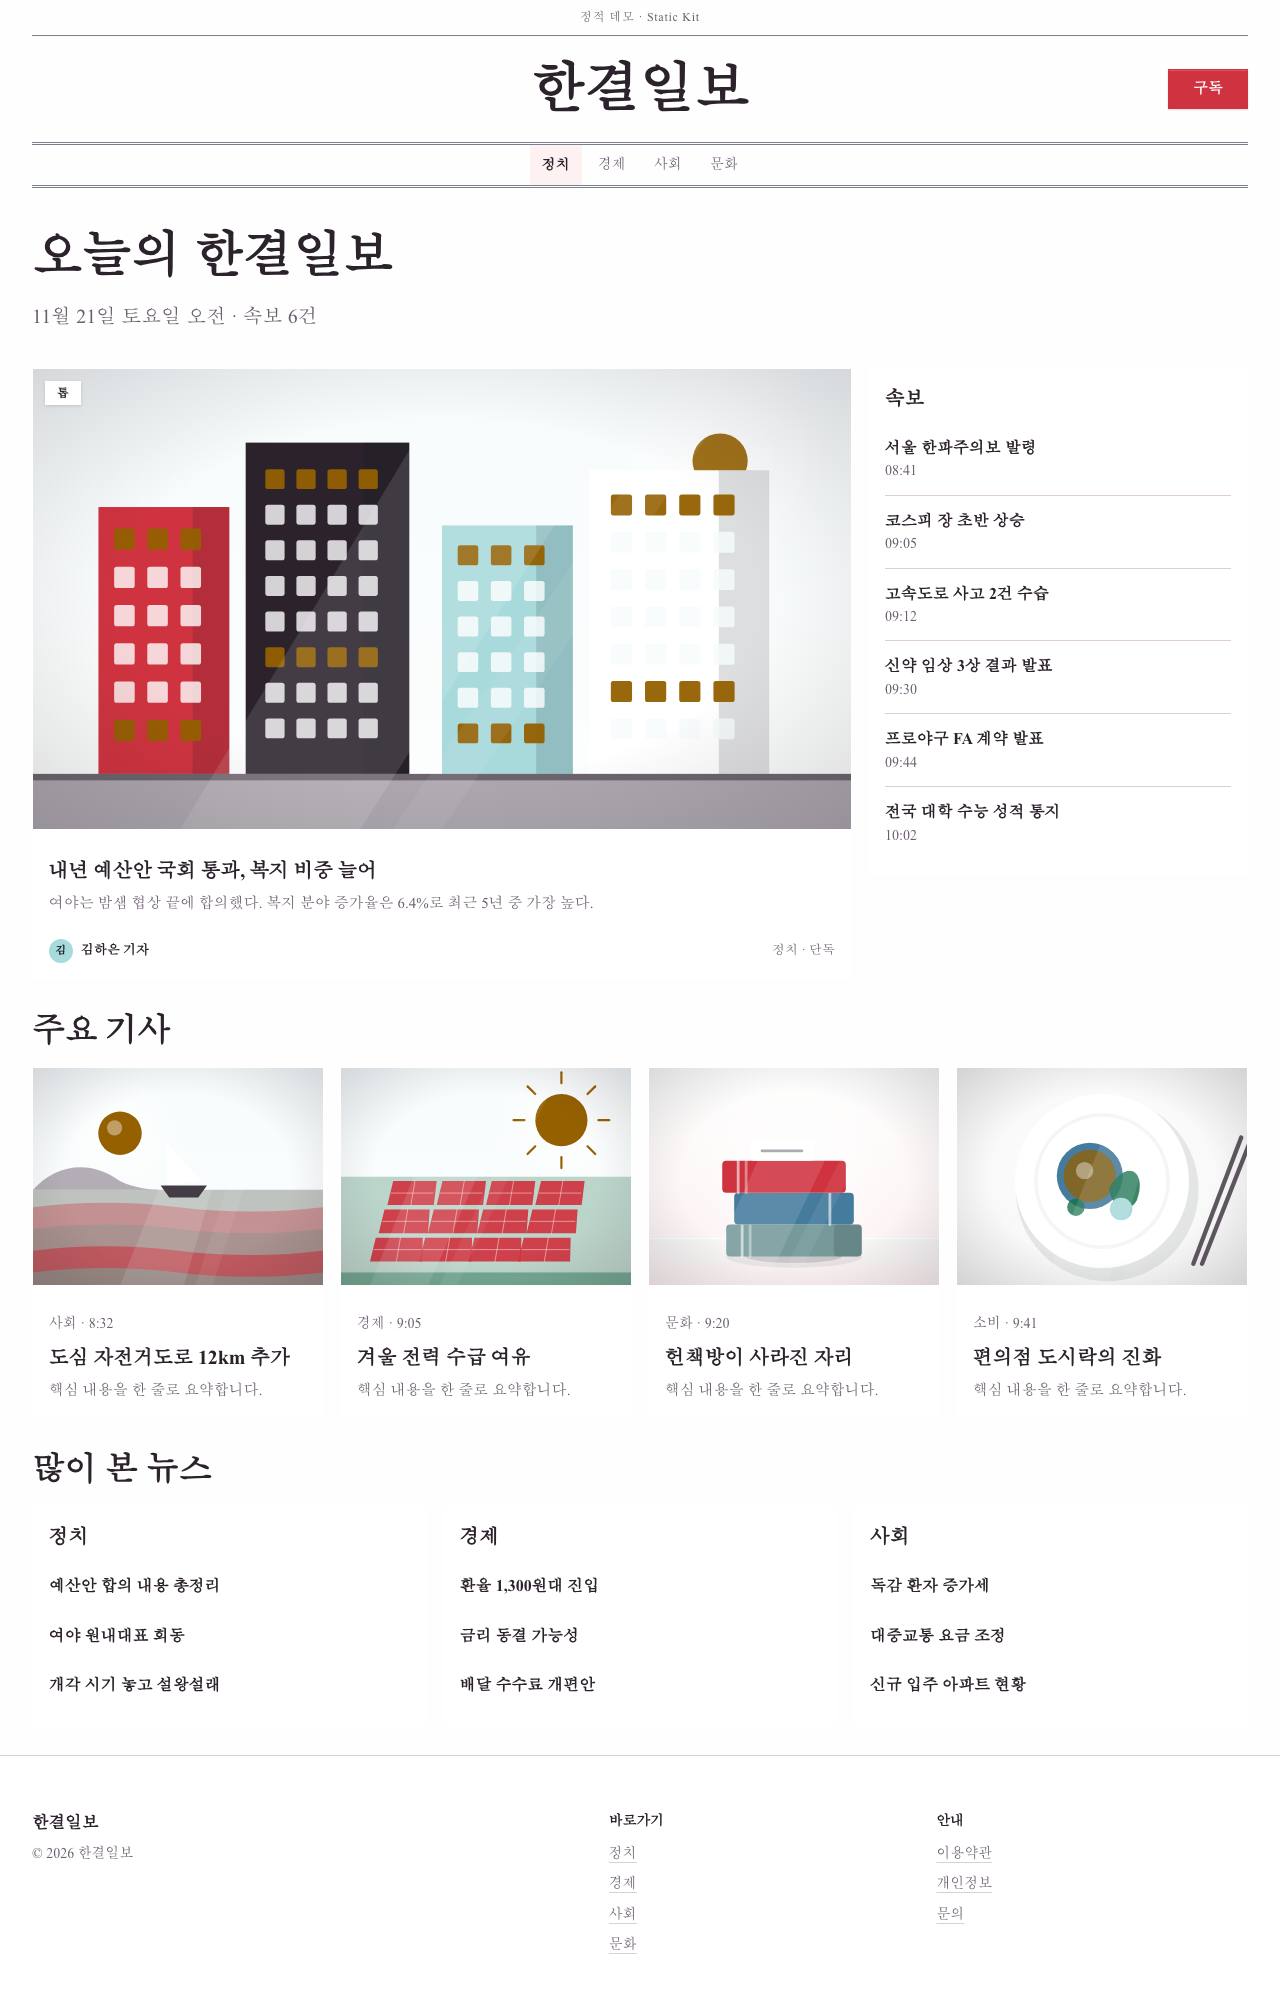 정적 데모 · Static Kit
한결일보
구독
정치
경제
사회
문화
오늘의 한결일보
11월 21일 토요일 오전 · 속보 6건
톱
내년 예산안 국회 통과, 복지 비중 늘어
여야는 밤샘 협상 끝에 합의했다. 복지 분야 증가율은 6.4%로 최근 5년 중 가장 높다.
김
김하은 기자
정치 · 단독
속보
서울 한파주의보 발령
08:41
코스피 장 초반 상승
09:05
고속도로 사고 2건 수습
09:12
신약 임상 3상 결과 발표
09:30
프로야구 FA 계약 발표
09:44
전국 대학 수능 성적 통지
10:02
주요 기사
사회 · 8:32
도심 자전거도로 12km 추가
핵심 내용을 한 줄로 요약합니다.
경제 · 9:05
겨울 전력 수급 여유
핵심 내용을 한 줄로 요약합니다.
문화 · 9:20
헌책방이 사라진 자리
핵심 내용을 한 줄로 요약합니다.
소비 · 9:41
편의점 도시락의 진화
핵심 내용을 한 줄로 요약합니다.
많이 본 뉴스
정치
예산안 합의 내용 총정리
여야 원내대표 회동
개각 시기 놓고 설왕설래
경제
환율 1,300원대 진입
금리 동결 가능성
배달 수수료 개편안
사회
독감 환자 증가세
대중교통 요금 조정
신규 입주 아파트 현황
한결일보
© 2026 한결일보
바로가기
정치
경제
사회
문화
안내
이용약관
개인정보
문의